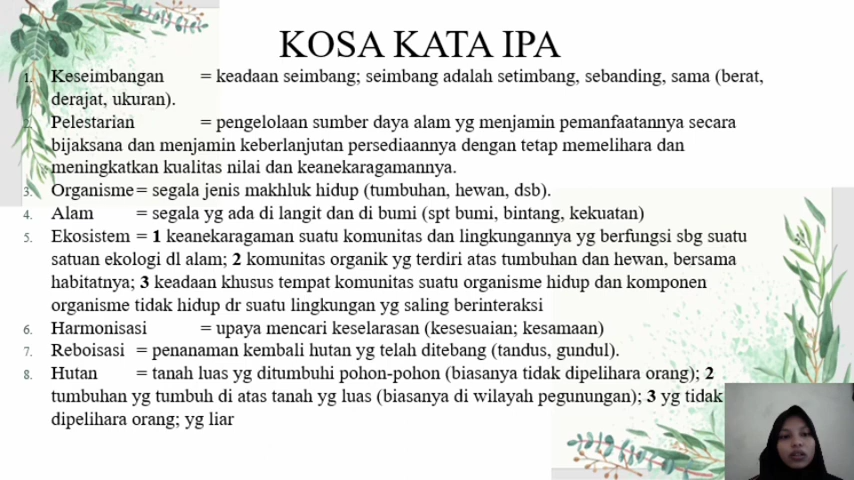 KOSA KATA IPA
1. Keseimbangan = keadaan seimbang; seimbang adalah setimbang, sebanding, sama (berat,
derajat, ukuran).
2. Pelestarian = pengelolaan sumber daya alam yg menjamin pemanfaatannya secara
bijaksana dan menjamin keberlanjutan persediaannya dengan tetap memelihara dan
meningkatkan kualitas nilai dan keanekaragamannya.
3. Organisme = segala jenis makhluk hidup (tumbuhan, hewan, dsb).
4. Alam = segala yg ada di langit dan di bumi (spt bumi, bintang, kekuatan)
5. Ekosistem = 1 keanekaragaman suatu komunitas dan lingkungannya yg berfungsi sbg suatu
satuan ekologi dl alam; 2 komunitas organik yg terdiri atas tumbuhan dan hewan, bersama
habitatnya; 3 keadaan khusus tempat komunitas suatu organisme hidup dan komponen
organisme tidak hidup dr suatu lingkungan yg saling berinteraksi
6. Harmonisasi = upaya mencari keselarasan (kesesuaian; kesamaan)
7. Reboisasi = penanaman kembali hutan yg telah ditebang (tandus, gundul).
8. Hutan = tanah luas yg ditumbuhi pohon-pohon (biasanya tidak dipelihara orang); 2
tumbuhan yg tumbuh di atas tanah yg luas (biasanya di wilayah pegunungan); 3 yg tidak
dipelihara orang; yg liar